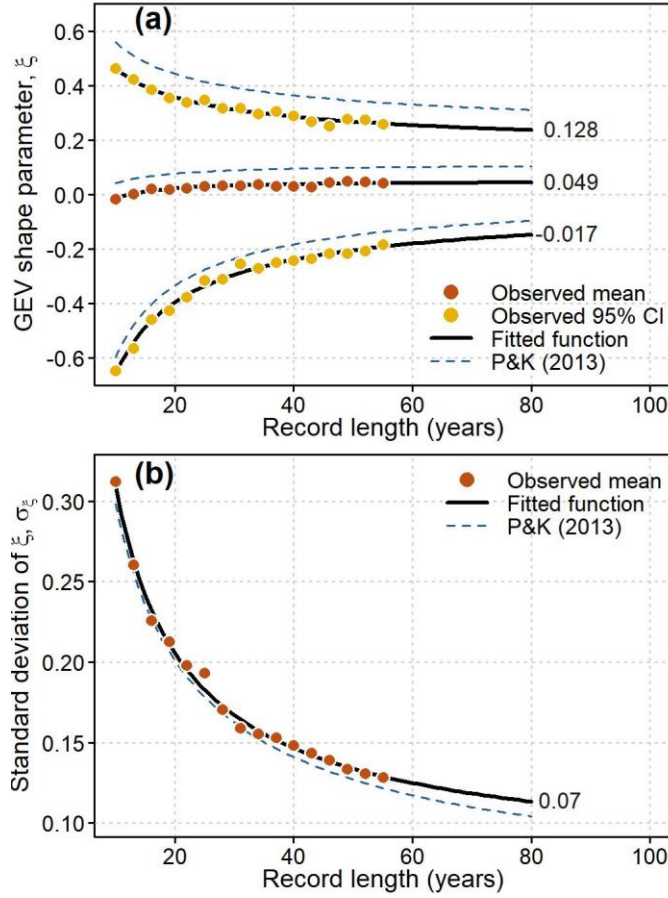 (a)
GEV shape parameter, ξ
0.6
0.4
0.2
0.0
-0.2
-0.4
-0.6
0.128
0.049
-0.017
Observed mean
Observed 95% CI
Fitted function
P&K (2013)
20
40
60
80
100
Record length (years)
(b)
Standard deviation of ξ, σξ
0.30
0.25
0.20
0.15
0.10
Observed mean
Fitted function
P&K (2013)
0.07
20
40
60
80
100
Record length (years)